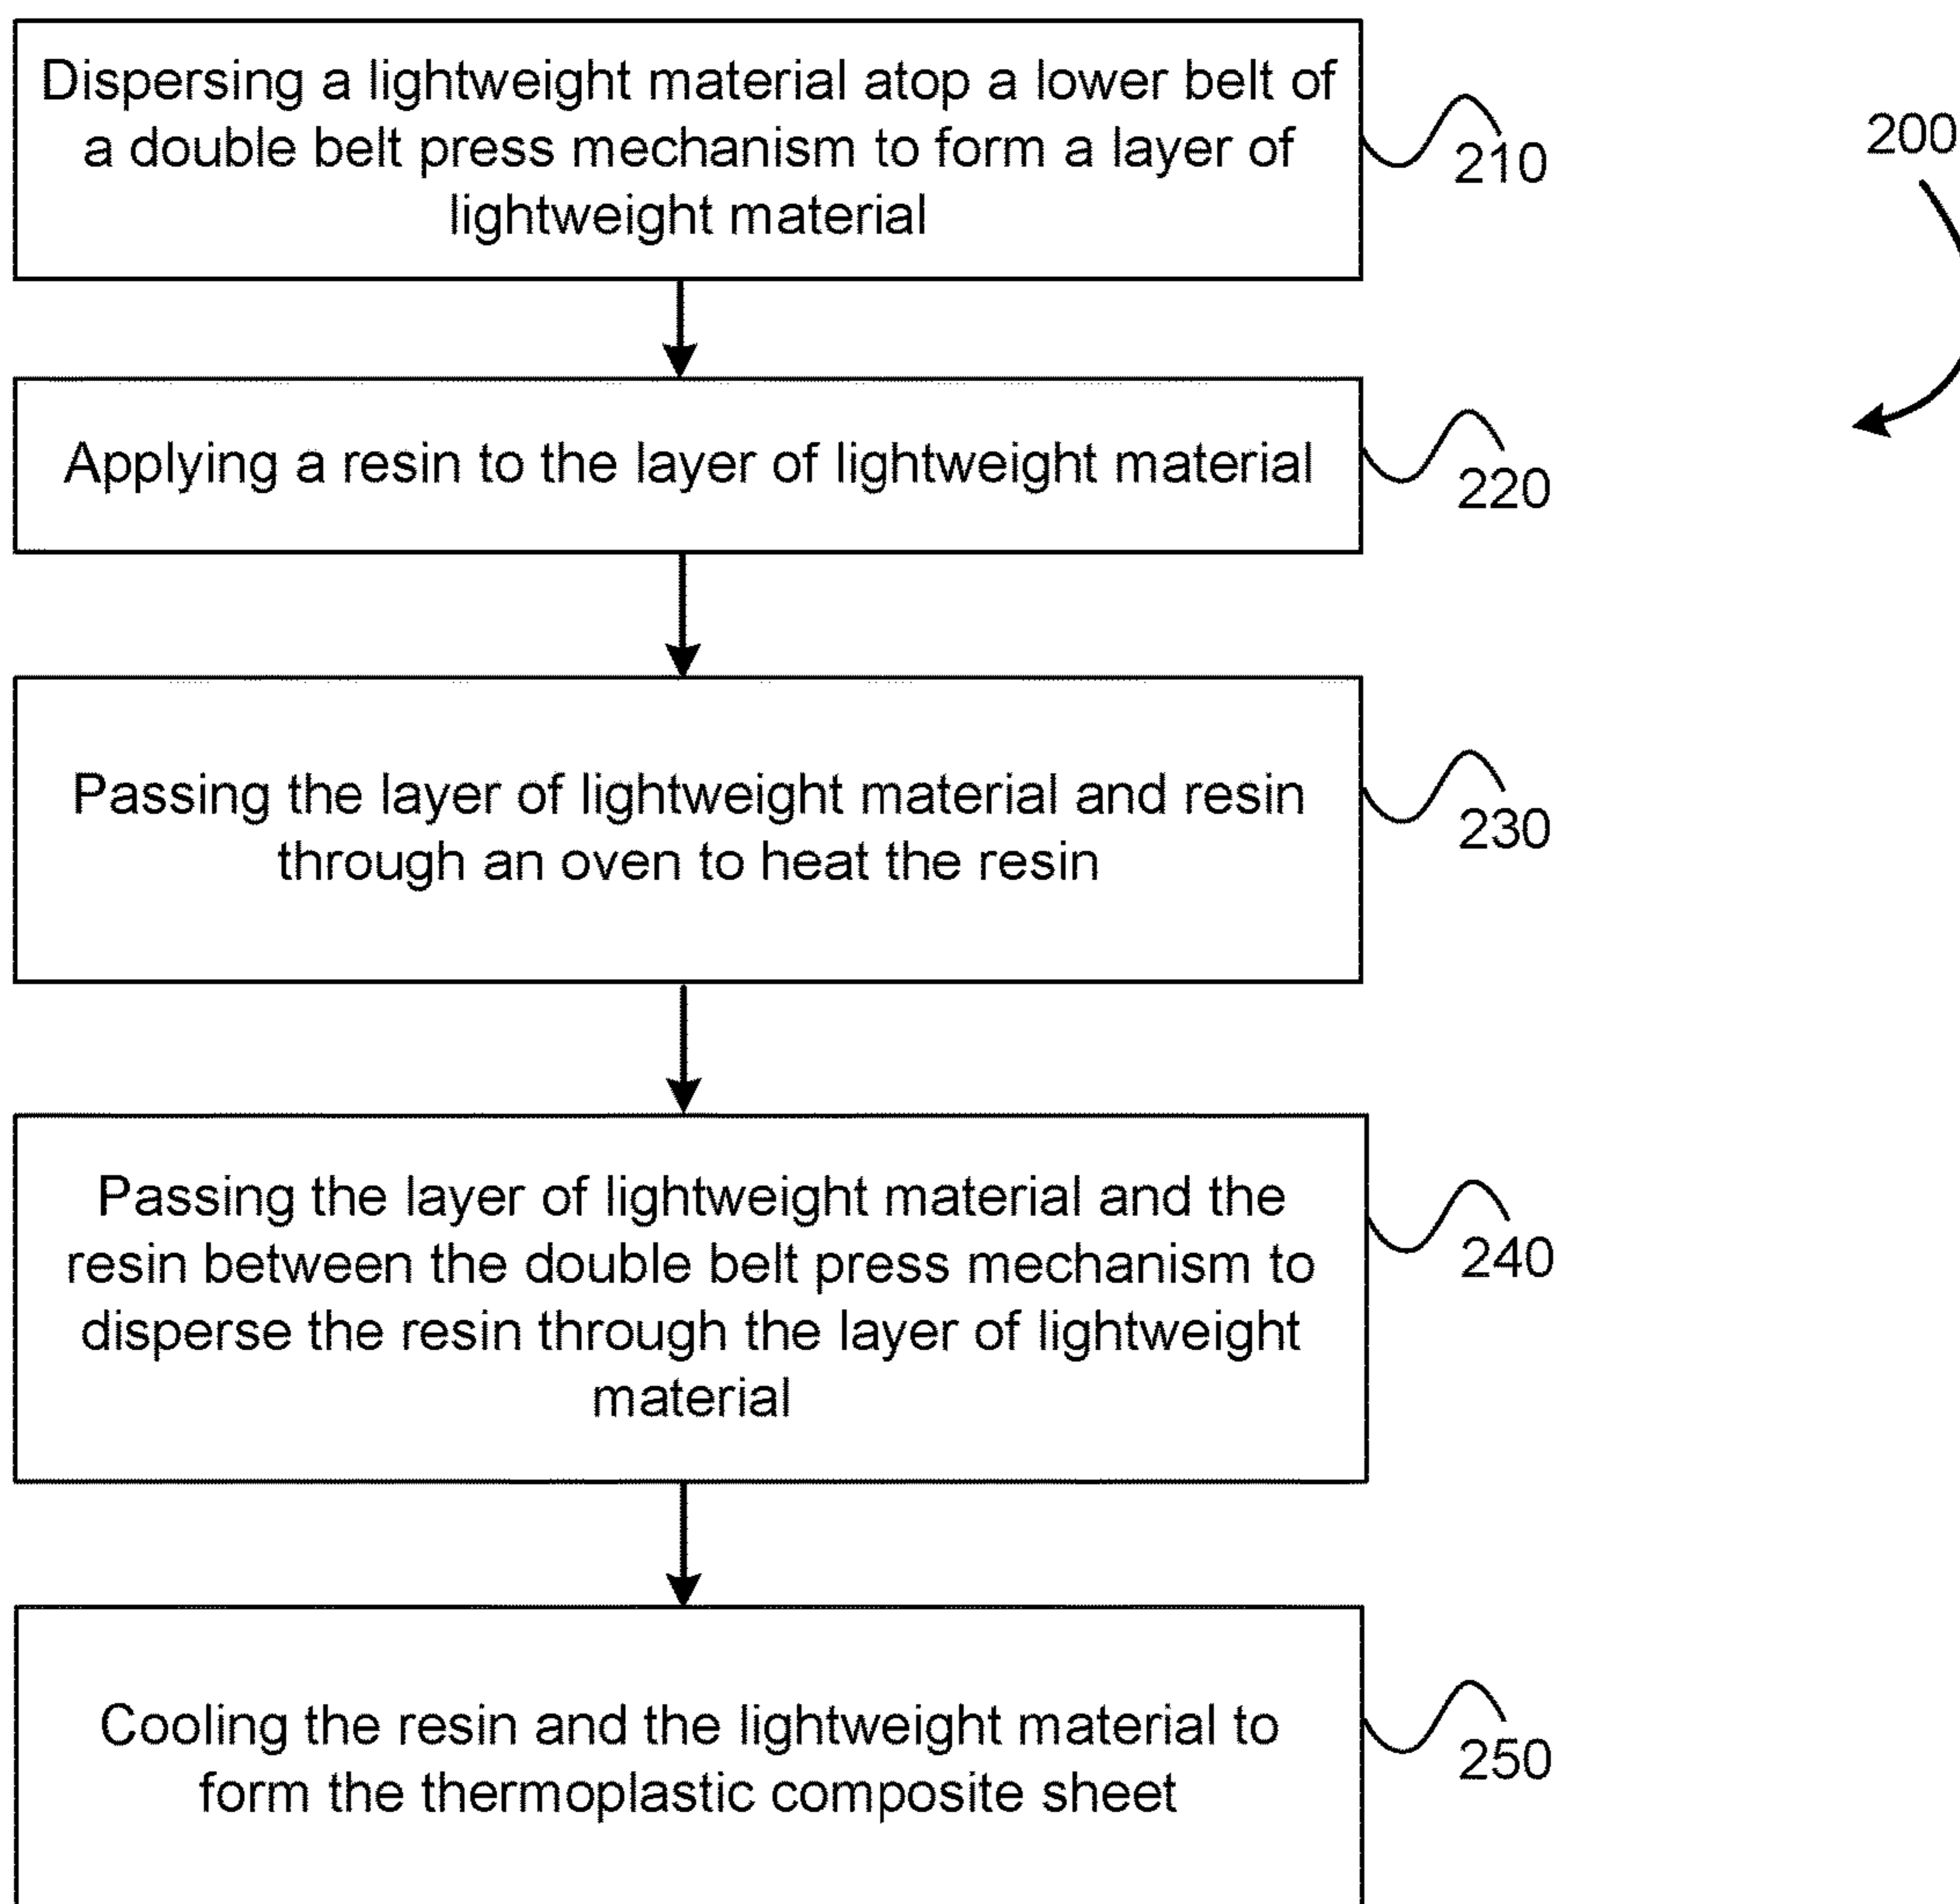 Dispersing a lightweight material atop a lower belt of
a double belt press mechanism to form a layer of
lightweight material
210
200
Applying a resin to the layer of lightweight material
220
Passing the layer of lightweight material and resin
through an oven to heat the resin
230
Passing the layer of lightweight material and the
resin between the double belt press mechanism to
disperse the resin through the layer of lightweight
material
240
Cooling the resin and the lightweight material to
form the thermoplastic composite sheet
250